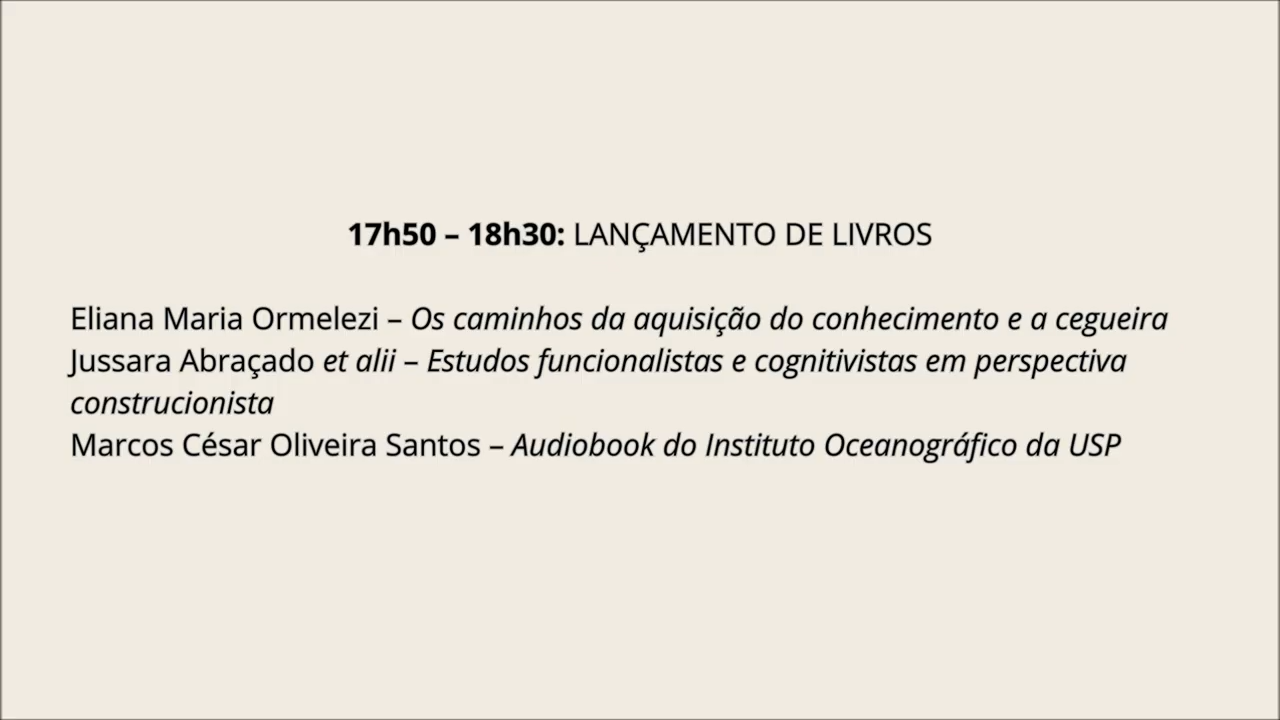 17h50 – 18h30: LANÇAMENTO DE LIVROS
Eliana Maria Ormelezi – Os caminhos da aquisição do conhecimento e a cegueira
Jussara Abraçado et alii – Estudos funcionalistas e cognitivistas em perspectiva
construcionista
Marcos César Oliveira Santos – Audiobook do Instituto Oceanográfico da USP